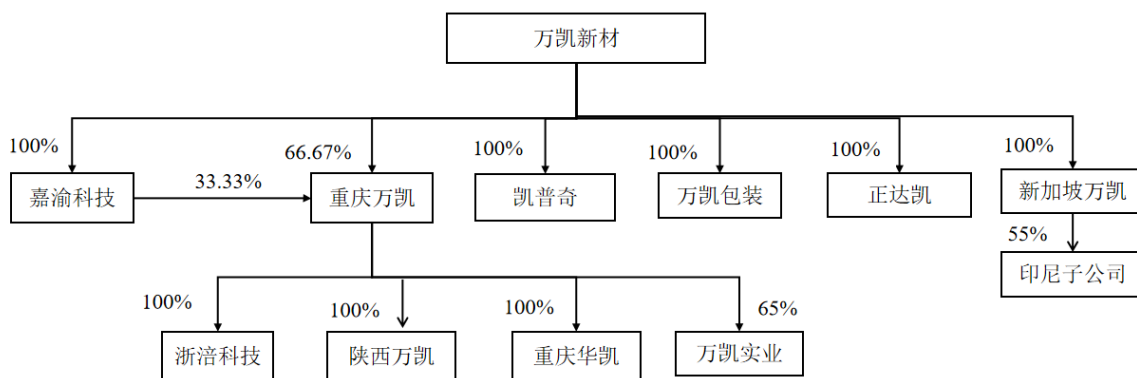 万凯新材
100%
66.67%
100%
100%
100%
100%
嘉渝科技
33.33%
重庆万凯
凯普奇
万凯包装
正达凯
新加坡万凯
55%
印尼子公司
100%
100%
100%
65%
浙涪科技
陕西万凯
重庆华凯
万凯实业